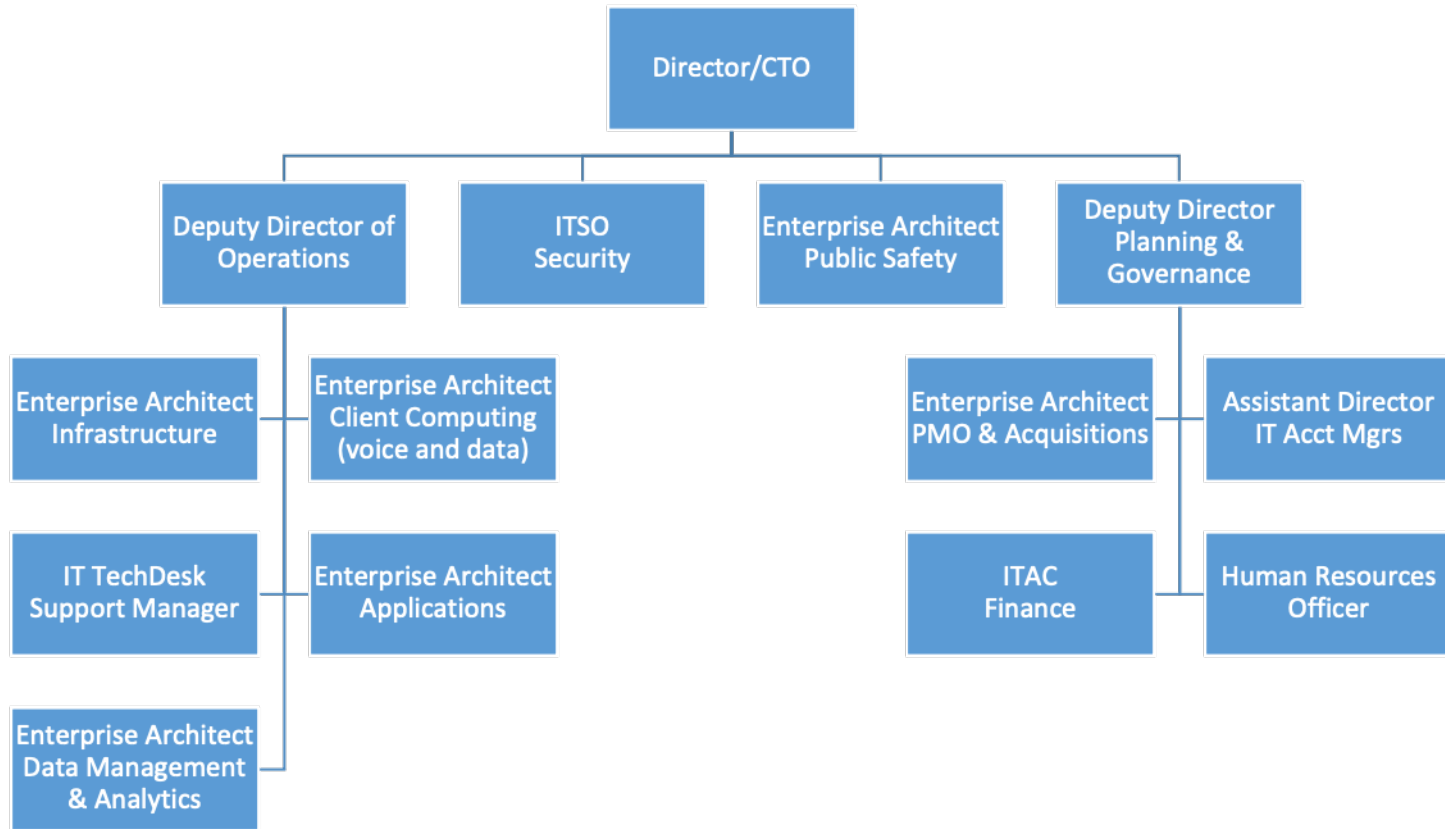 Director/CTO
Deputy Director of
Operations
ITSO
Security
Enterprise Architect
Public Safety
Deputy Director
Planning &
Governance
Enterprise Architect
Infrastructure
Enterprise Architect
Client Computing
(voice and data)
Enterprise Architect
PMO & Acquisitions
Assistant Director
IT Acct Mgrs
IT TechDesk
Support Manager
Enterprise Architect
Applications
ITAC
Finance
Human Resources
Officer
Enterprise Architect
Data Management
& Analytics